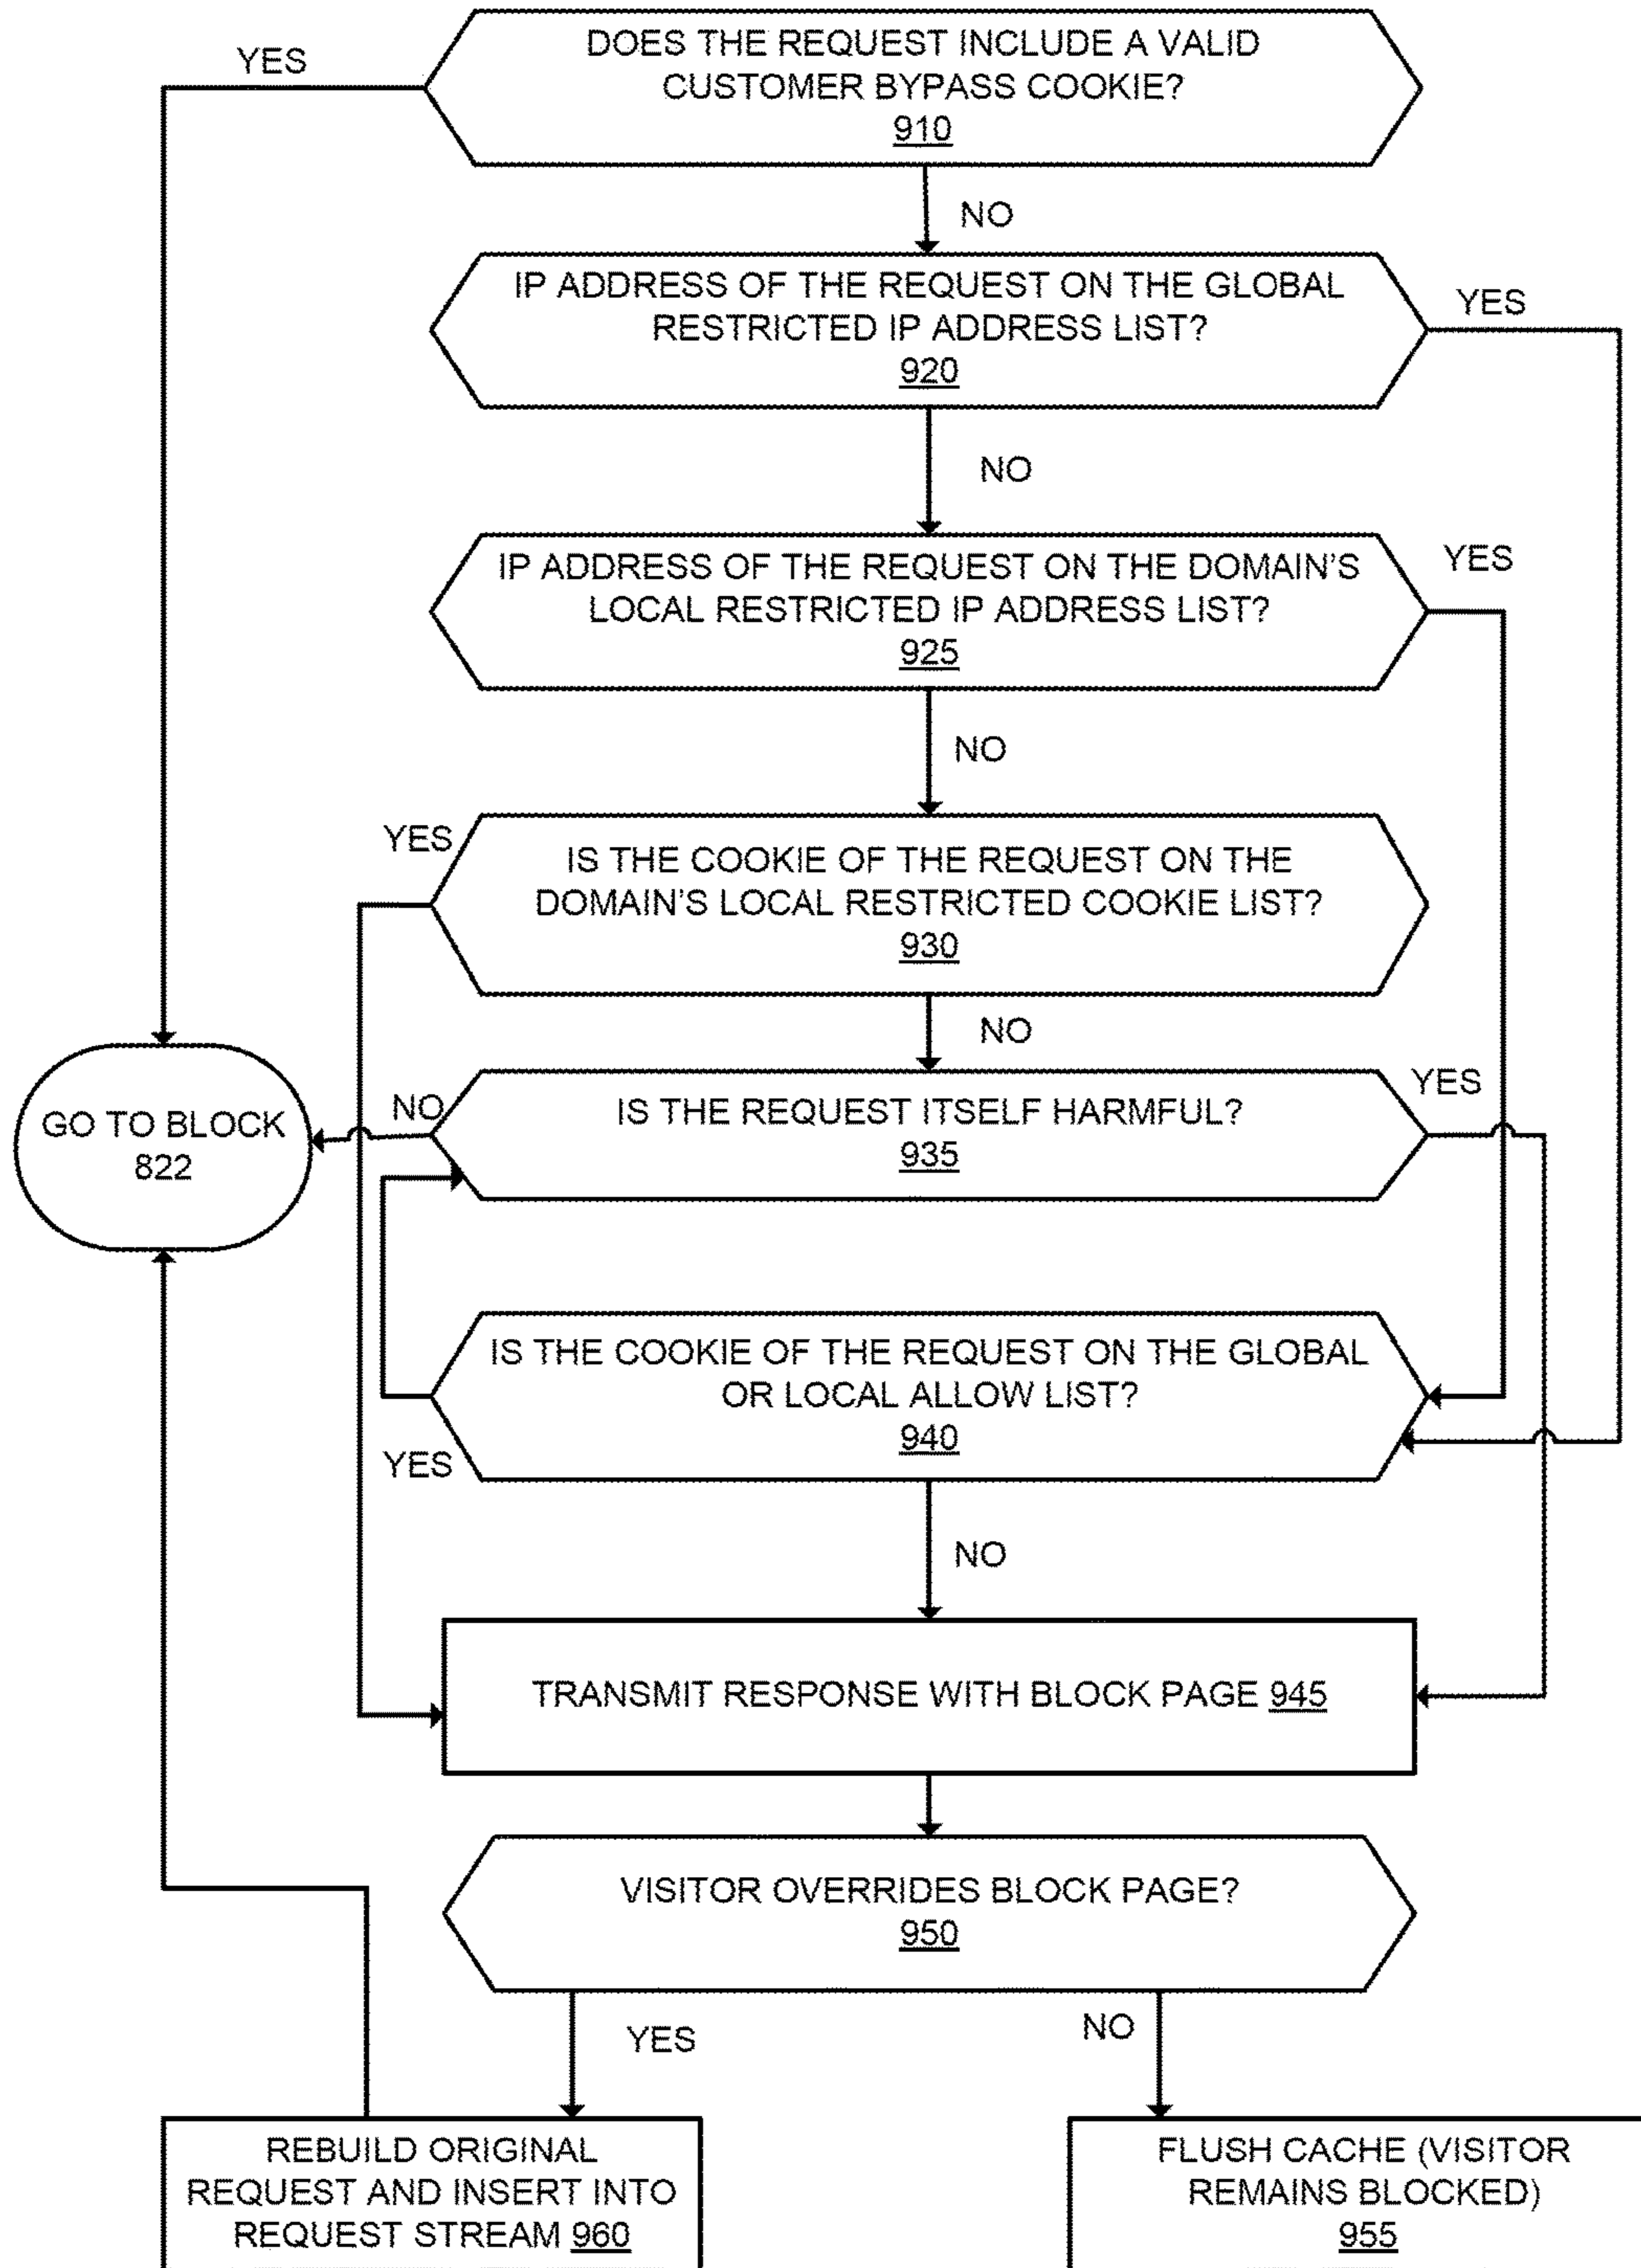 YES
DOES THE REQUEST INCLUDE A VALID
CUSTOMER BYPASS COOKIE?
910
NO
IP ADDRESS OF THE REQUEST ON THE GLOBAL
RESTRICTED IP ADDRESS LIST?
920
YES
NO
IP ADDRESS OF THE REQUEST ON THE DOMAIN'S
LOCAL RESTRICTED IP ADDRESS LIST?
925
YES
NO
YES
IS THE COOKIE OF THE REQUEST ON THE
DOMAIN'S LOCAL RESTRICTED COOKIE LIST?
930
NO
GO TO BLOCK
822
NO
IS THE REQUEST ITSELF HARMFUL?
935
YES
IS THE COOKIE OF THE REQUEST ON THE GLOBAL
OR LOCAL ALLOW LIST?
940
YES
NO
TRANSMIT RESPONSE WITH BLOCK PAGE 945
VISITOR OVERRIDES BLOCK PAGE?
950
YES
NO
REBUILD ORIGINAL
REQUEST AND INSERT INTO
REQUEST STREAM 960
FLUSH CACHE (VISITOR
REMAINS BLOCKED)
955